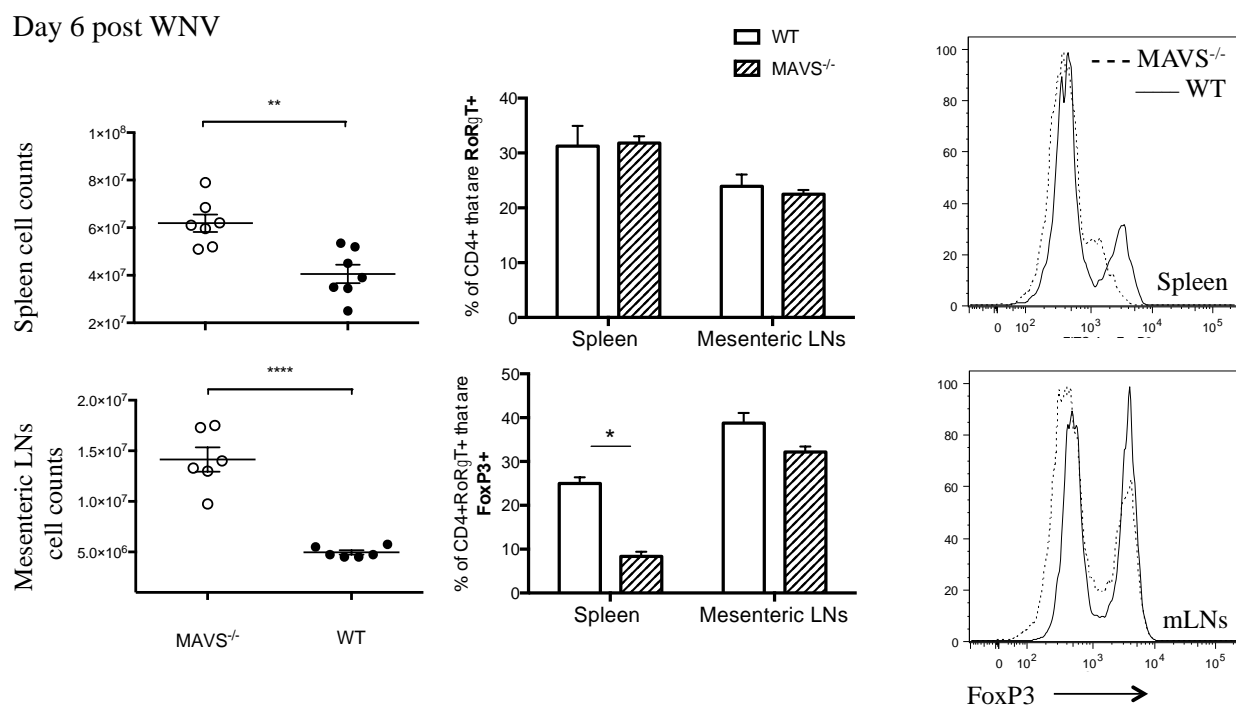 Day 6 post WNV
WT
MAVS-/-
**
Spleen cell counts
1×10⁸
8×10⁷
6×10⁷
4×10⁷
2×10⁷
****
Mesenteric LNs
cell counts
2.0×10⁷
1.5×10⁷
1.0×10⁷
5.0×10⁶
MAVS-/-
WT
% of CD4+ that are RoRgT+
40
30
20
10
0
Spleen
Mesenteric LNs
% of CD4+RoRgT+ that are
FoxP3+
50
40
30
20
10
0
*
Spleen
Mesenteric LNs
MAVS-/-
WT
100
80
60
40
20
0
Spleen
0 10² 10³ 10⁴ 10⁵
100
80
60
40
20
0
mLNs
0 10² 10³ 10⁴ 10⁵
FoxP3